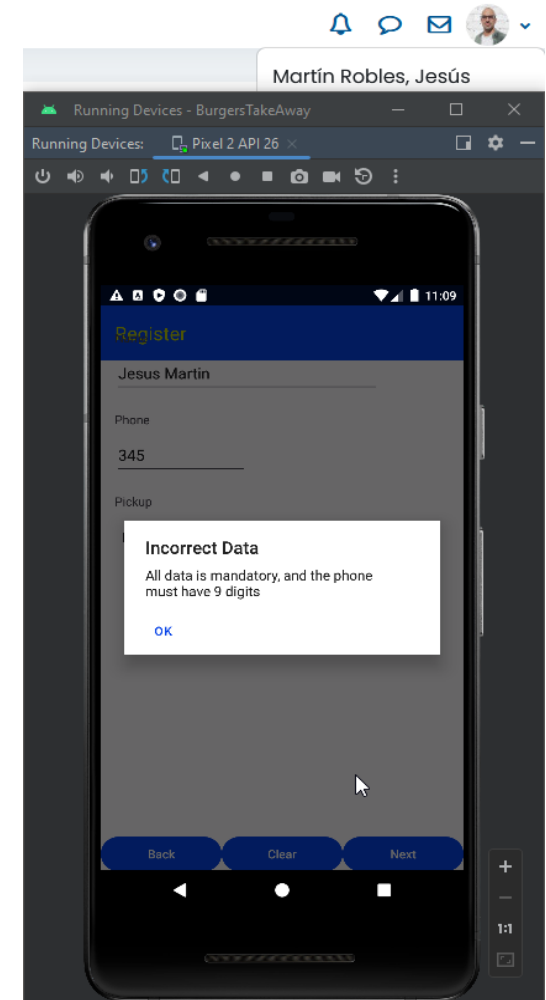 Martín Robles, Jesús
Running Devices - BurgersTakeAway
Running Devices: Pixel 2 API 26
11:09
Register
Jesus Martin
Phone
345
Pickup
Incorrect Data
All data is mandatory, and the phone
must have 9 digits
OK
Back Clear Next
1:1